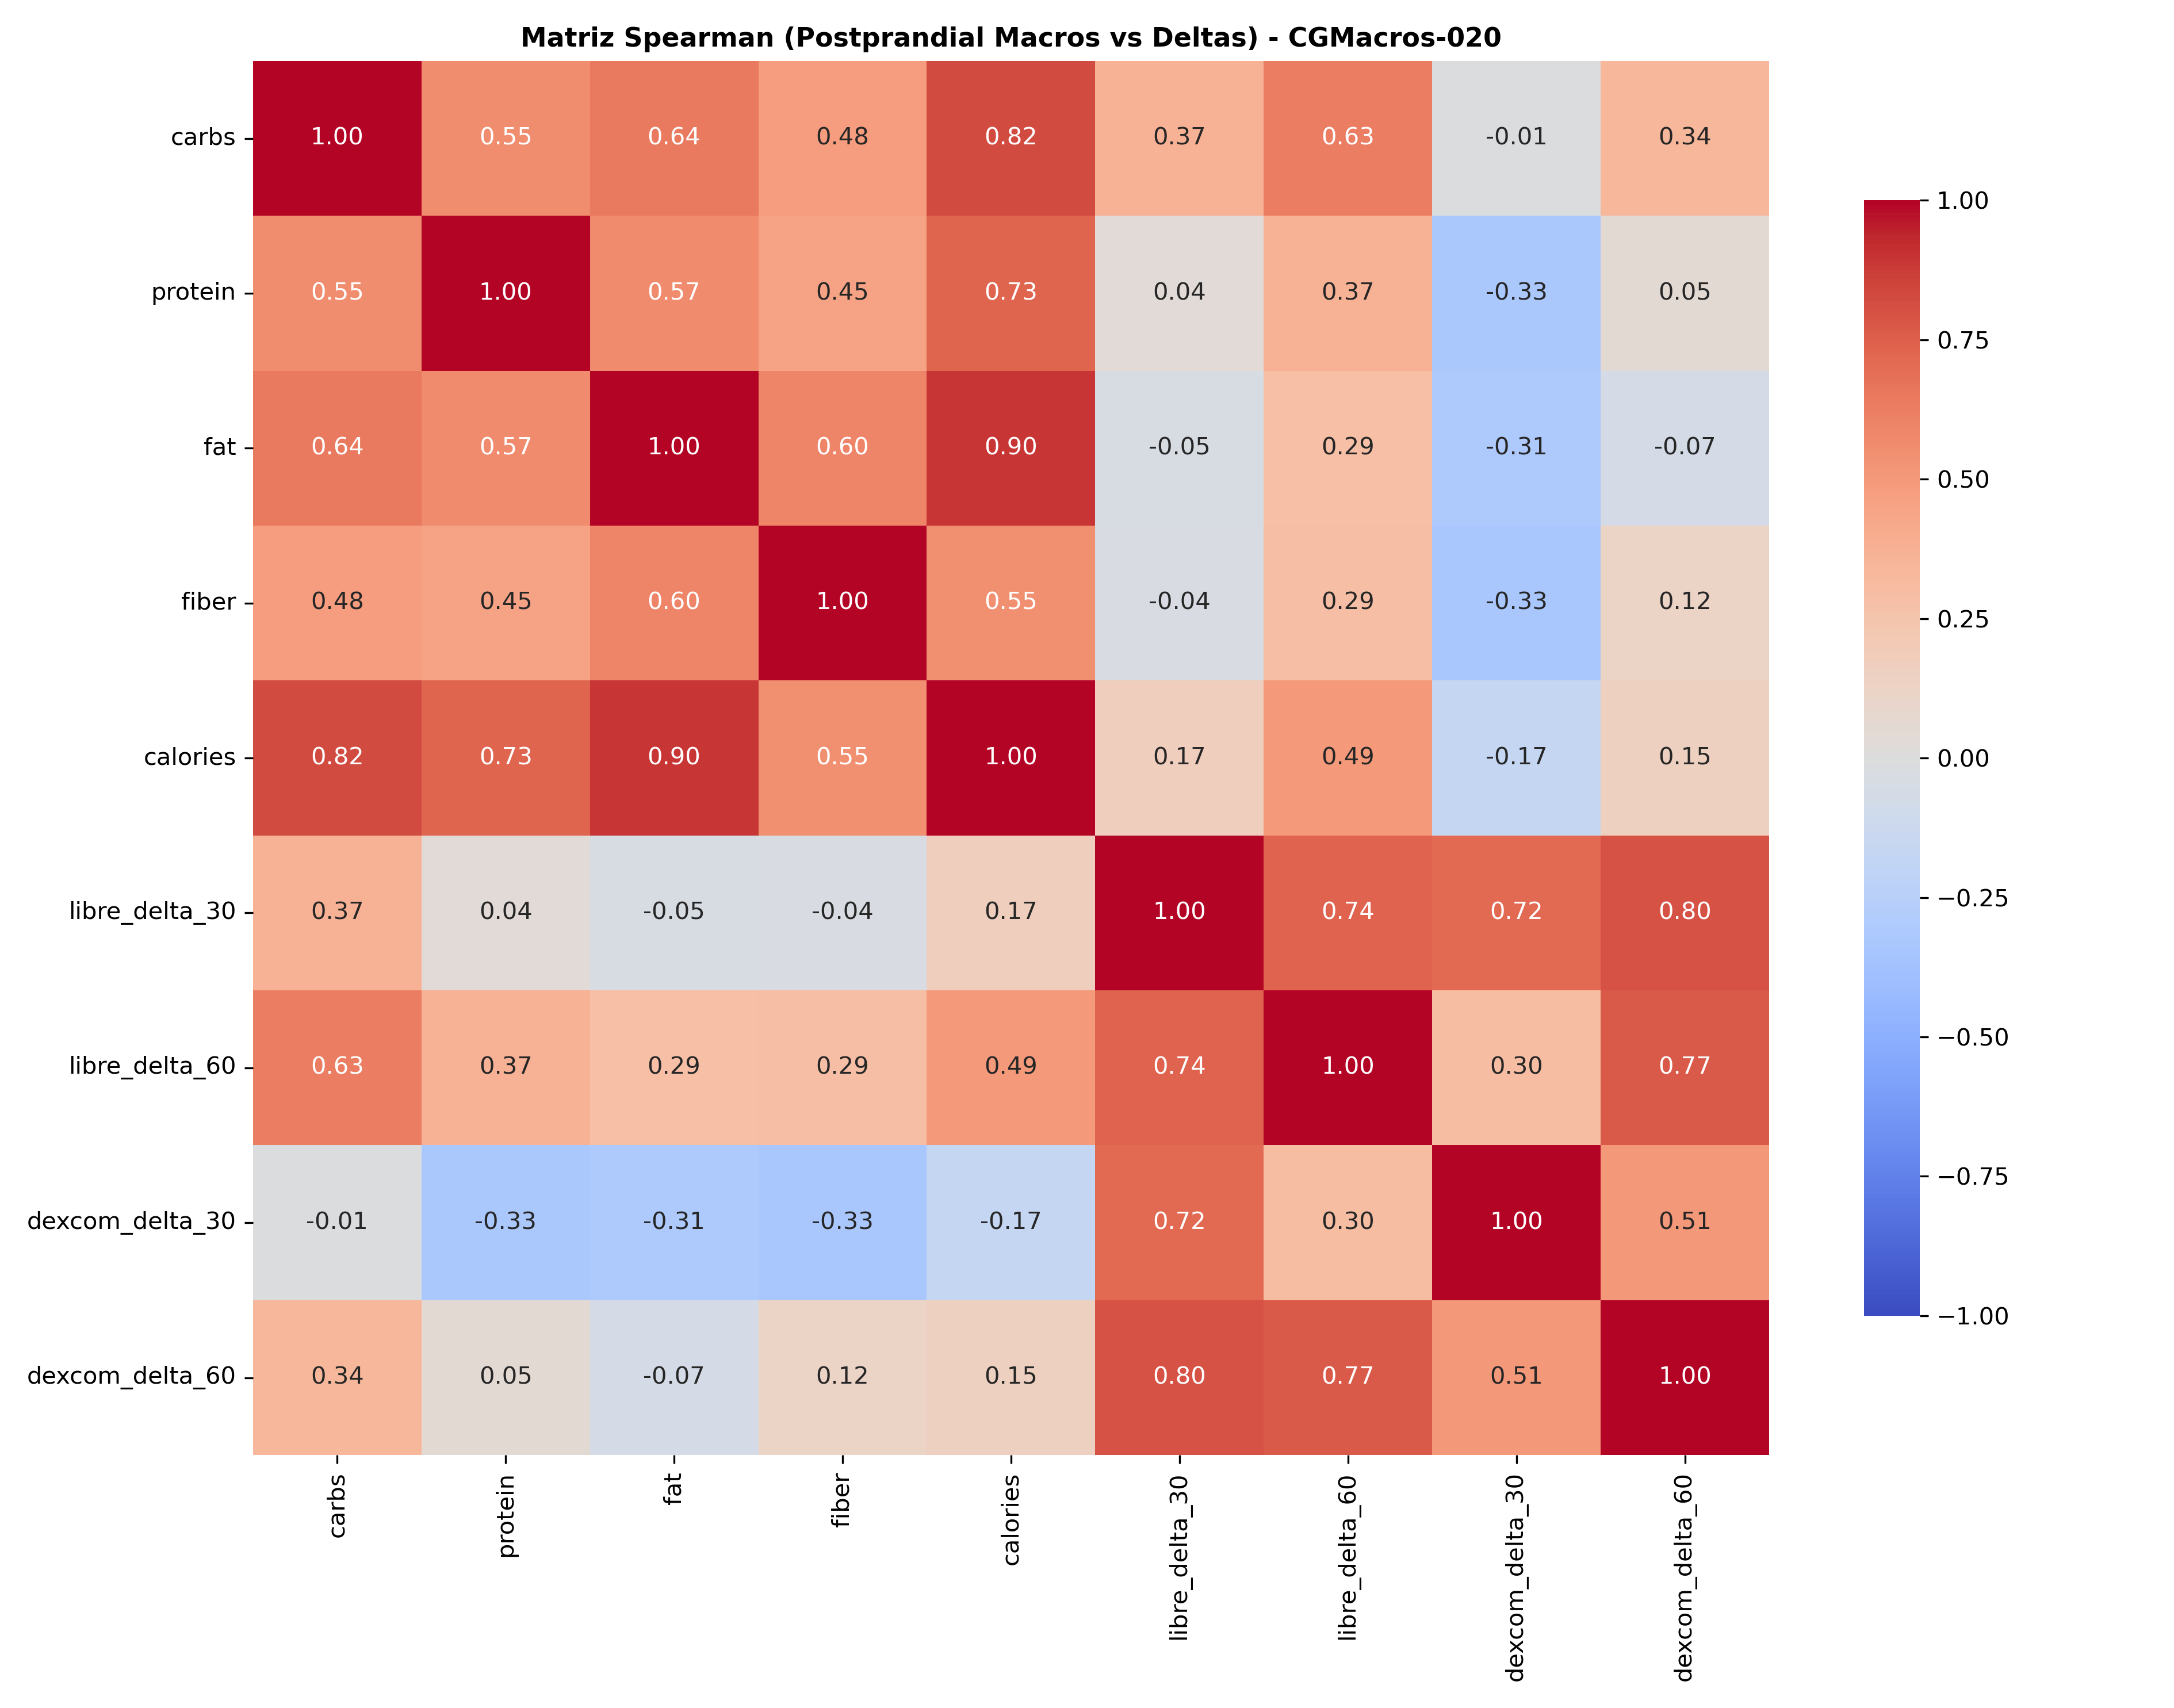 Matriz Spearman (Postprandial Macros vs Deltas) - CGMacros-020
carbs 1.00 0.55 0.64 0.48 0.82 0.37 0.63 -0.01 0.34
protein 0.55 1.00 0.57 0.45 0.73 0.04 0.37 -0.33 0.05
fat 0.64 0.57 1.00 0.60 0.90 -0.05 0.29 -0.31 -0.07
fiber 0.48 0.45 0.60 1.00 0.55 -0.04 0.29 -0.33 0.12
calories 0.82 0.73 0.90 0.55 1.00 0.17 0.49 -0.17 0.15
libre_delta_30 0.37 0.04 -0.05 -0.04 0.17 1.00 0.74 0.72 0.80
libre_delta_60 0.63 0.37 0.29 0.29 0.49 0.74 1.00 0.30 0.77
dexcom_delta_30 -0.01 -0.33 -0.31 -0.33 -0.17 0.72 0.30 1.00 0.51
dexcom_delta_60 0.34 0.05 -0.07 0.12 0.15 0.80 0.77 0.51 1.00
carbs protein fat fiber calories libre_delta_30 libre_delta_60 dexcom_delta_30 dexcom_delta_60
1.00
0.75
0.50
0.25
0.00
−0.25
−0.50
−0.75
−1.00